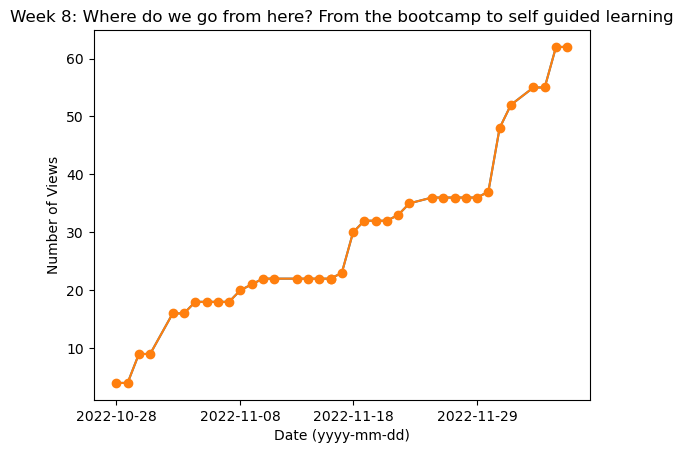 Week 8: Where do we go from here? From the bootcamp to self guided learning
60
50
40
30
20
10
Number of Views
2022-10-28 2022-11-08 2022-11-18 2022-11-29
Date (yyyy-mm-dd)